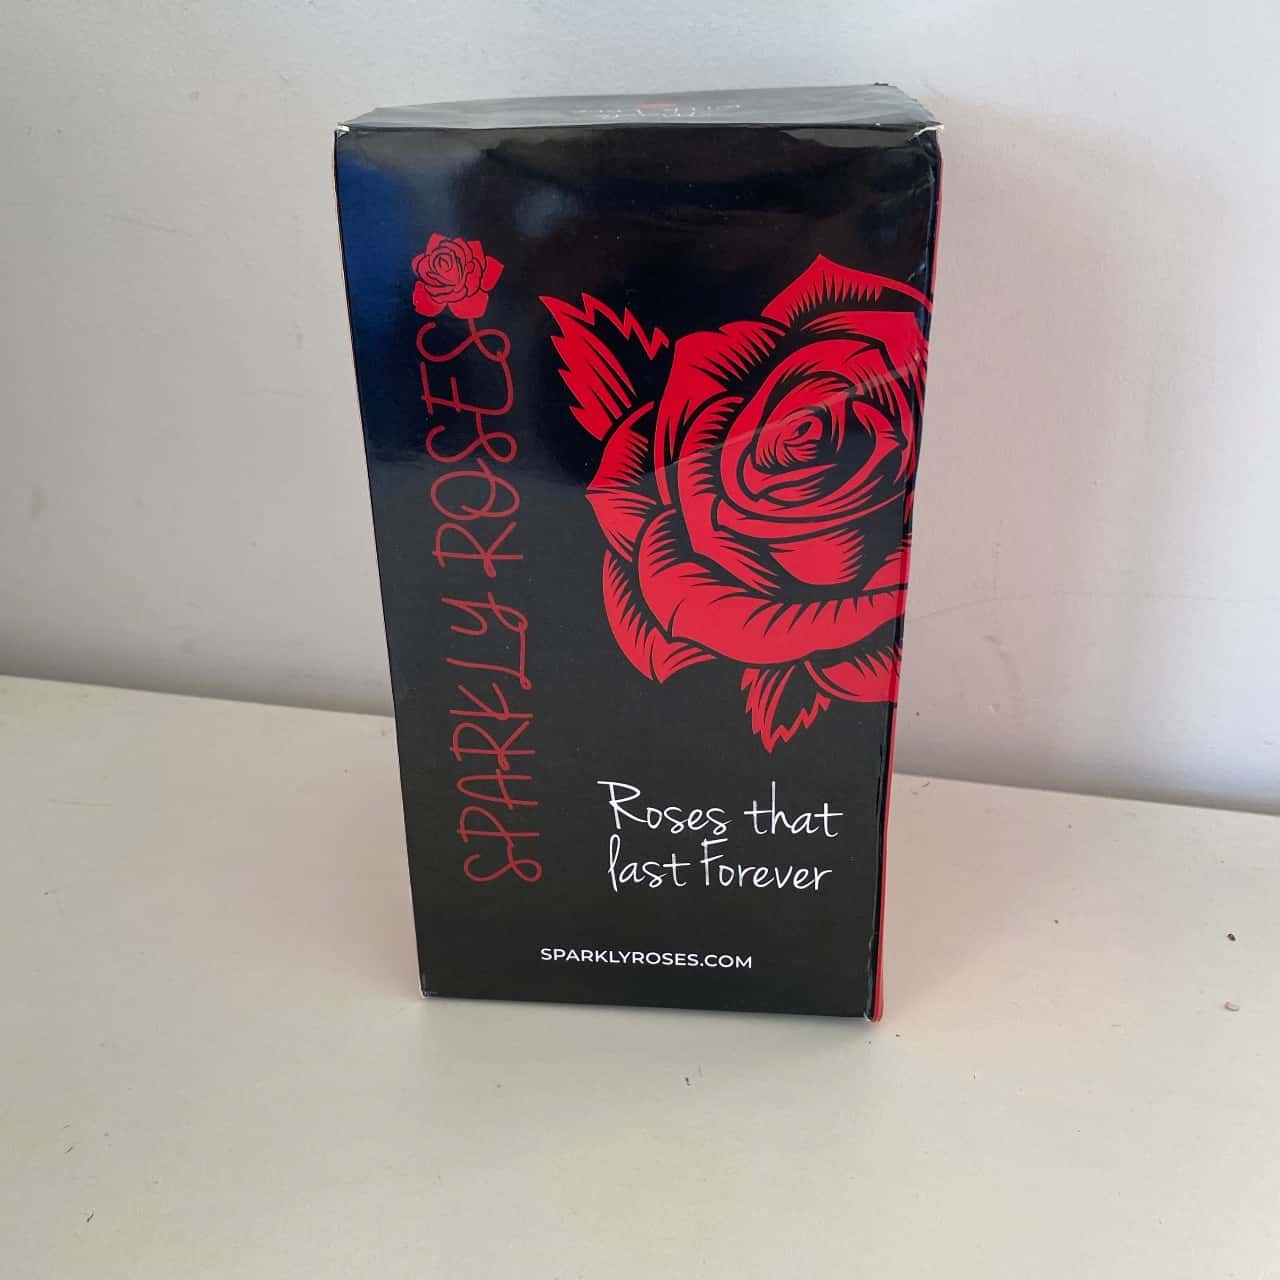 SPARKLY ROSES
Roses that
last Forever
SPARKLYROSES.COM